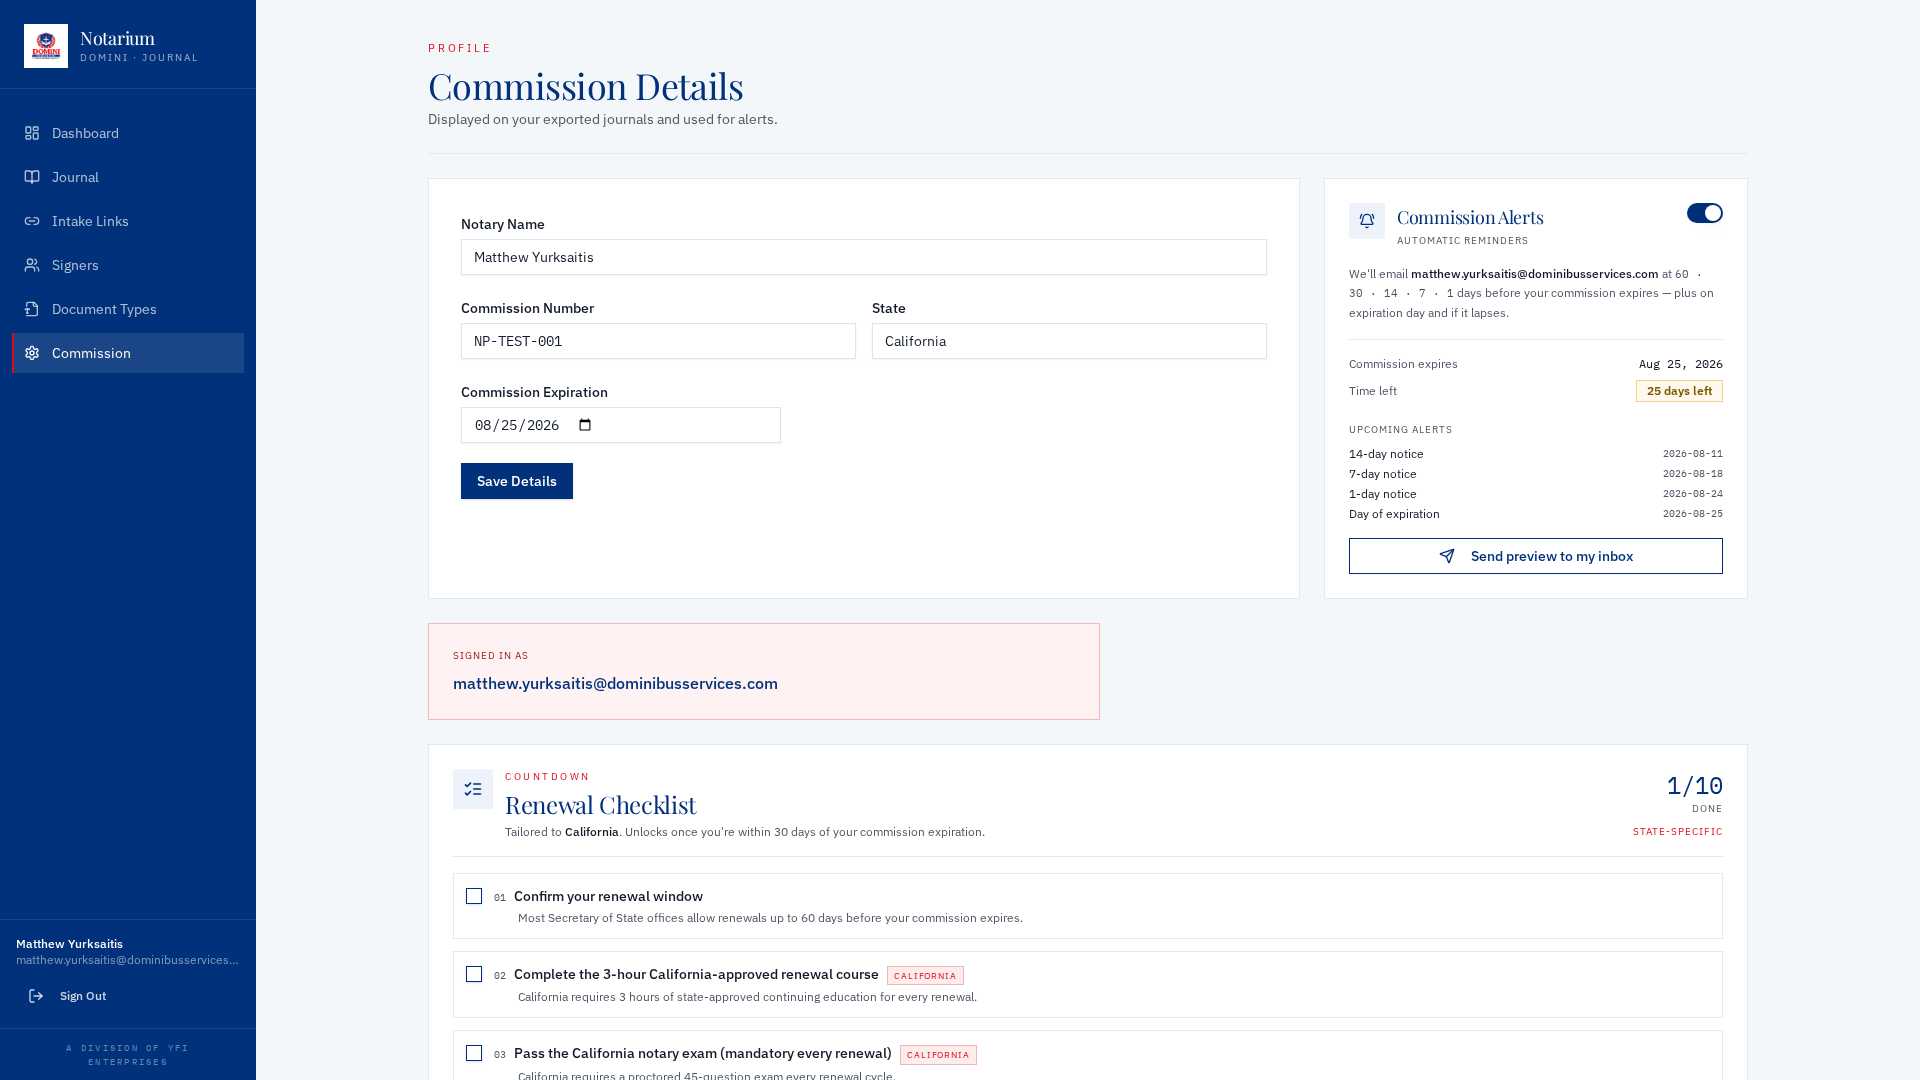 DOMINI
Notarium
DOMINI · JOURNAL
Dashboard
Journal
Intake Links
Signers
Document Types
Commission
Matthew Yurksaitis
matthew.yurksaitis@dominibusservices...
Sign Out
A DIVISION OF YFI
ENTERPRISES
PROFILE
Commission Details
Displayed on your exported journals and used for alerts.
Notary Name
Matthew Yurksaitis
Commission Number
State
NP-TEST-001
California
Commission Expiration
08/25/2026
Save Details
Commission Alerts
AUTOMATIC REMINDERS
We'll email matthew.yurksaitis@dominibusservices.com at 60 ·
30 · 14 · 7 · 1 days before your commission expires — plus on
expiration day and if it lapses.
Commission expires Aug 25, 2026
Time left 25 days left
UPCOMING ALERTS
14-day notice 2026-08-11
7-day notice 2026-08-18
1-day notice 2026-08-24
Day of expiration 2026-08-25
Send preview to my inbox
SIGNED IN AS
matthew.yurksaitis@dominibusservices.com
COUNTDOWN
Renewal Checklist
Tailored to California. Unlocks once you're within 30 days of your commission expiration.
1/10
DONE
STATE-SPECIFIC
01 Confirm your renewal window
Most Secretary of State offices allow renewals up to 60 days before your commission expires.
02 Complete the 3-hour California-approved renewal course CALIFORNIA
California requires 3 hours of state-approved continuing education for every renewal.
03 Pass the California notary exam (mandatory every renewal) CALIFORNIA
California requires a proctored 45-question exam every renewal cycle.